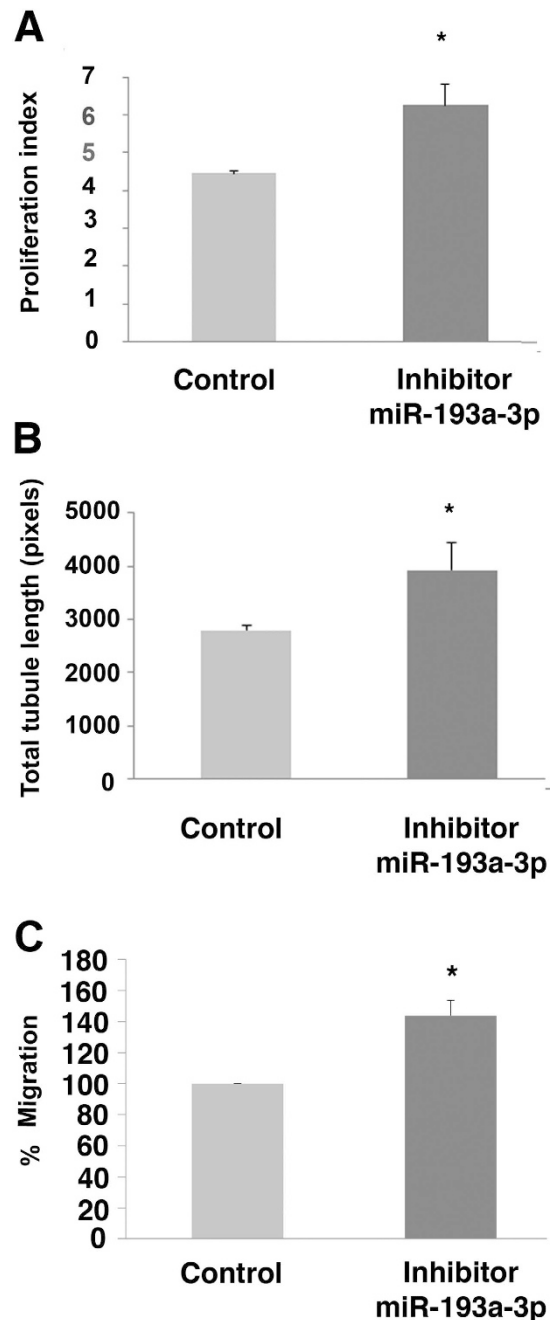 A
*
Proliferation index
7
6
5
4
3
2
1
0
Control
Inhibitor
miR-193a-3p
B
*
Total tubule length (pixels)
5000
4000
3000
2000
1000
0
Control
Inhibitor
miR-193a-3p
C
*
% Migration
180
160
140
120
100
80
60
40
20
0
Control
Inhibitor
miR-193a-3p